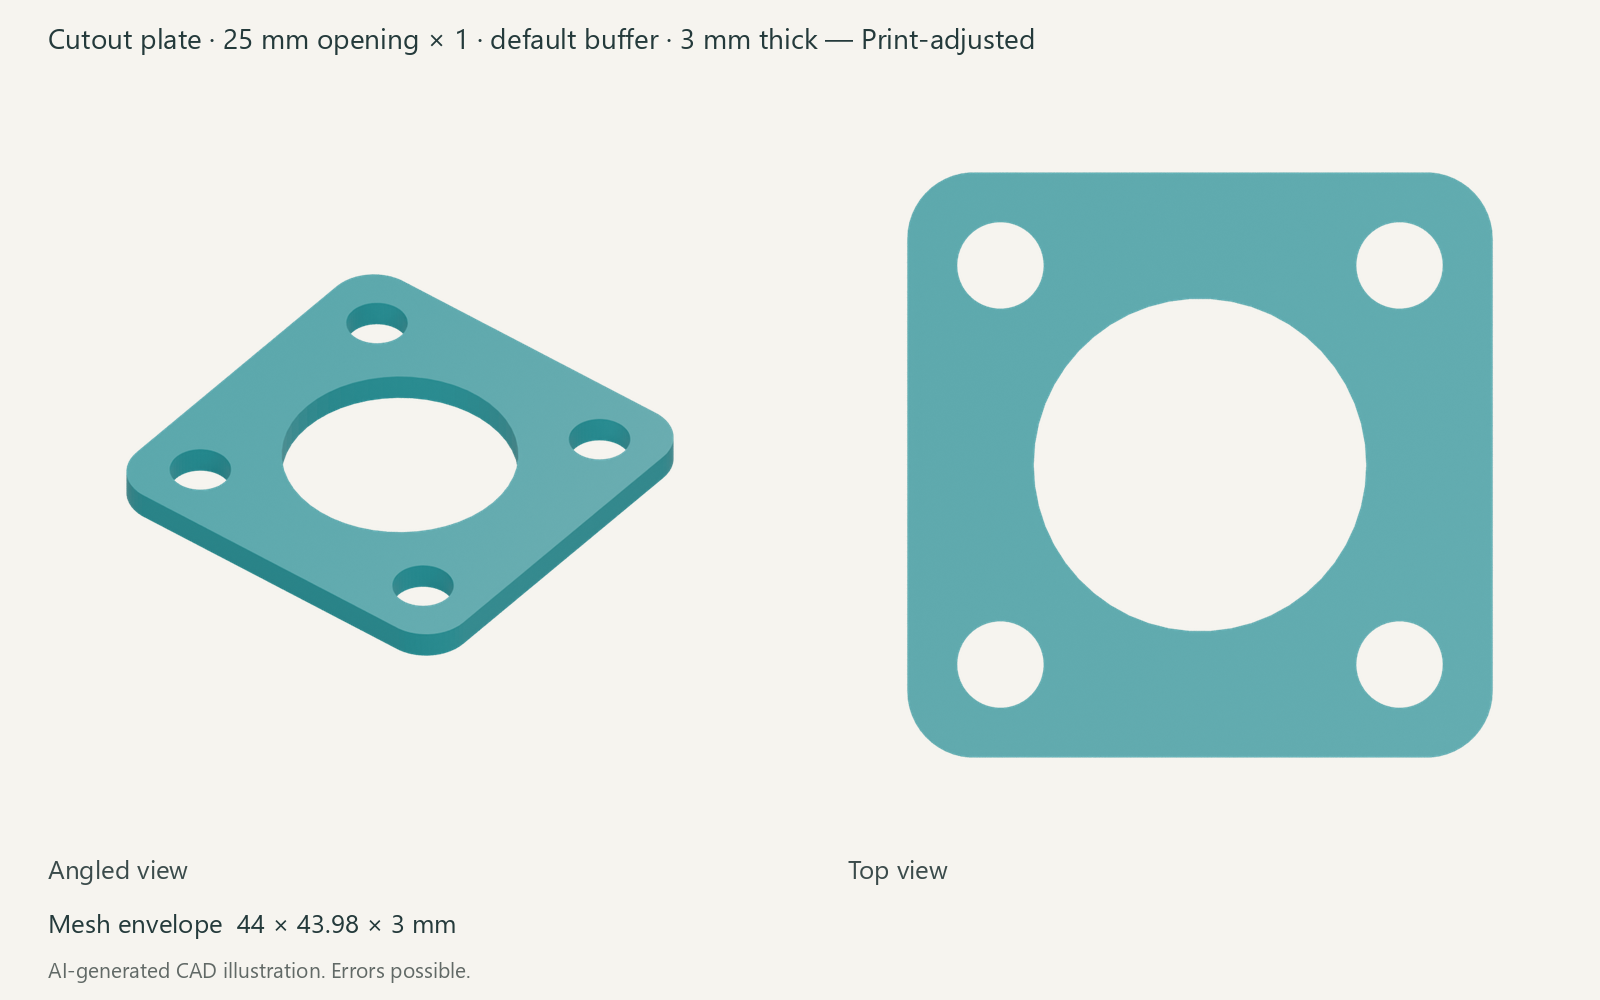 Cutout plate · 25 mm opening × 1 · default buffer · 3 mm thick — Print-adjusted
Angled view
Top view
Mesh envelope 44 × 43.98 × 3 mm
AI-generated CAD illustration. Errors possible.